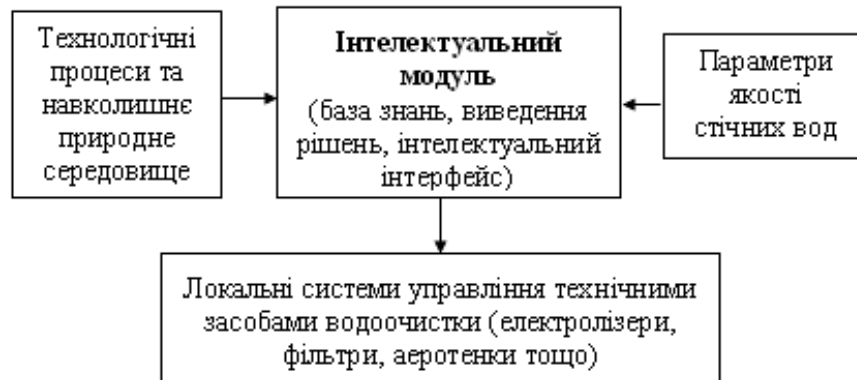 Технологічні
процеси та
навколишнє
природне
середовище
Інтелектуальний
модуль
(база знань, виведення
рішень, інтелектуальний
інтерфейс)
Параметри
якості
стічних вод
Локальні системи управління технічними
засобами водоочистки (електролізери,
фільтри, аеротенки тощо)